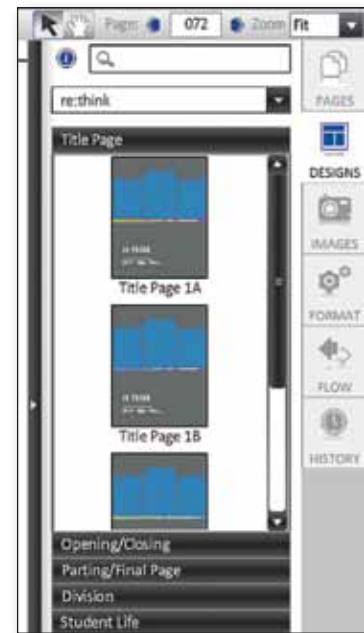 Page: 072 Zoom Fit
re:think
PAGES
Title Page
DESIGNS
Title Page 1A
IMAGES
FORMAT
Title Page 1B
FLOW
HISTORY
Opening/Closing
Parting/Final Page
Division
Student Life